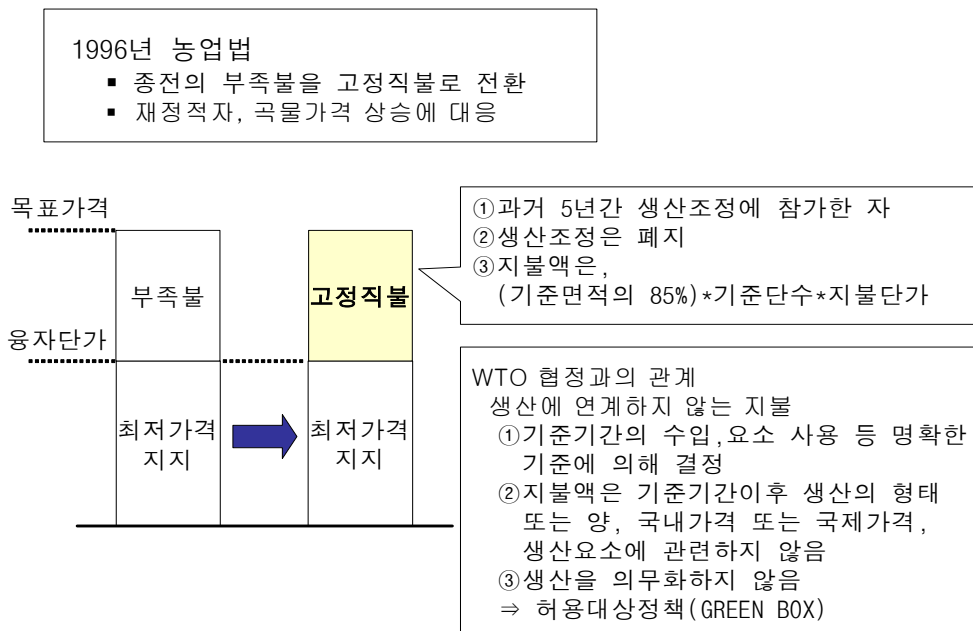 1996년 농업법
▪ 종전의 부족불을 고정직불로 전환
▪ 재정적자, 곡물가격 상승에 대응
목표가격
부족불
고정직불
융자단가
최저가격
지지
최저가격
지지
①과거 5년간 생산조정에 참가한 자
②생산조정은 폐지
③지불액은,
(기준면적의 85%)*기준단수*지불단가
WTO 협정과의 관계
생산에 연계하지 않는 지불
①기준기간의 수입,요소 사용 등 명확한
기준에 의해 결정
②지불액은 기준기간이후 생산의 형태
또는 양, 국내가격 또는 국제가격,
생산요소에 관련하지 않음
③생산을 의무화하지 않음
⇒ 허용대상정책(GREEN BOX)